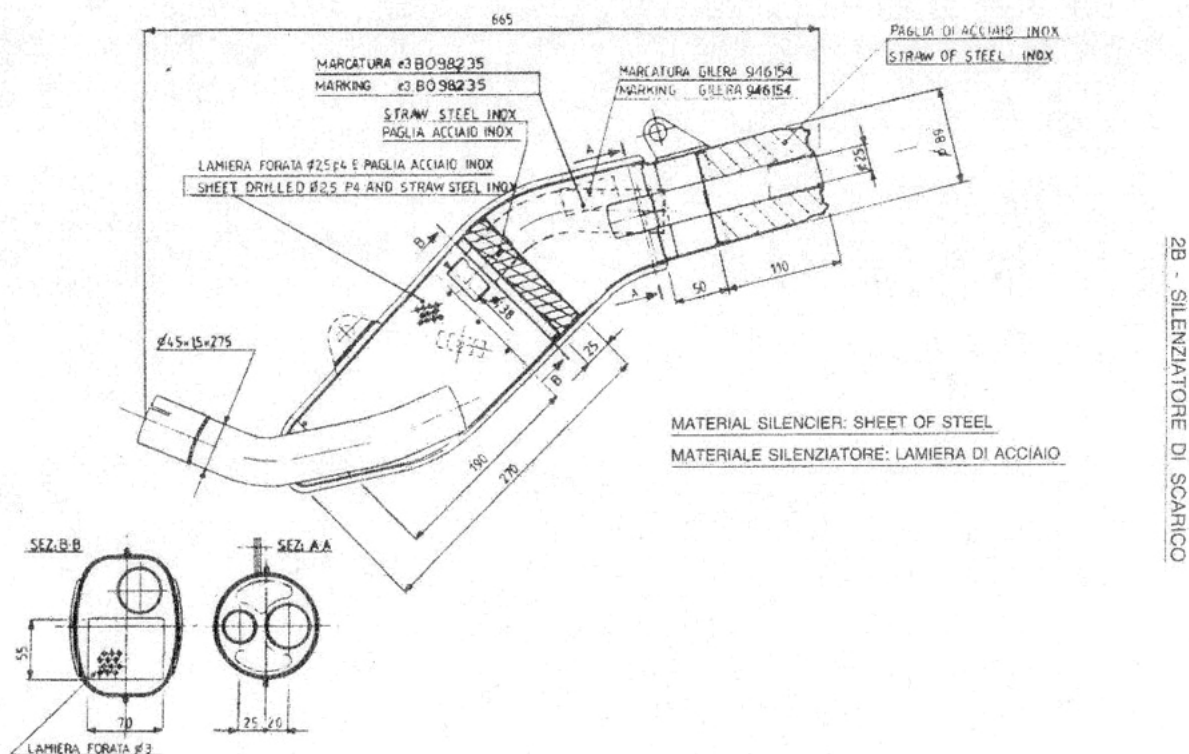 665
PAGLIA DI ACCIAIO INOX
STRAW OF STEEL INOX
MARCATURA e3 BO98235
MARKING e3 BO98235
MARCATURA GILERA 946154
MARKING GILERA 946154
STRAW STEEL INOX
PAGLIA ACCIAIO INOX
LAMIERA FORATA Ø2,5 p4 E PAGLIA ACCIAIO INOX
SHEET DRILLED Ø2,5 P4 AND STRAW STEEL INOX
A
Ø25
Ø 89
B
Ø38
A
50
110
25
B
Ø45×1,5×275
190
270
MATERIAL SILENCIER: SHEET OF STEEL
MATERIALE SILENZIATORE: LAMIERA DI ACCIAIO
2B - SILENZIATORE DI SCARICO
SEZ: B-B
SEZ: A-A
55
70
25 20
LAMIERA FORATA Ø3